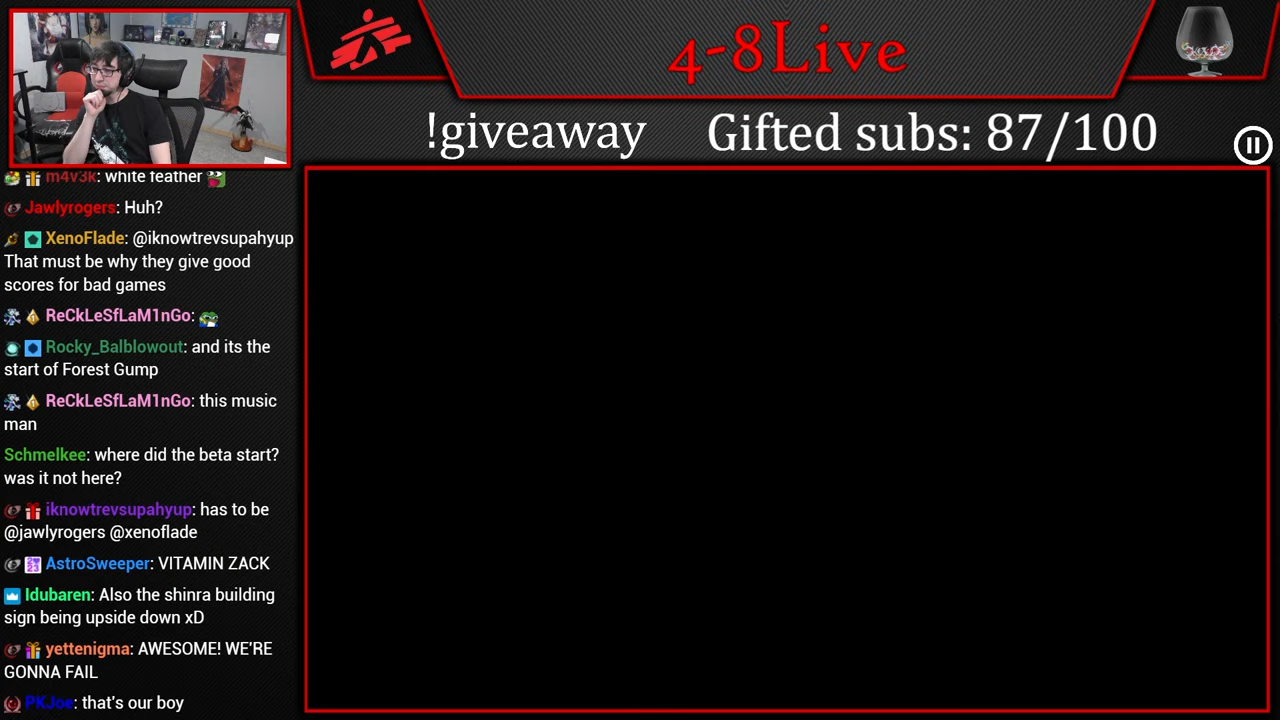 4-8Live
!giveaway Gifted subs: 87/100
m4v3k: white feather
Jawlyrogers: Huh?
XenoFlade: @iknowtrevsupahyup
That must be why they give good
scores for bad games
ReCkLeSfLaM1nGo:
Rocky_Balblowout: and its the
start of Forest Gump
ReCkLeSfLaM1nGo: this music
man
Schmelkee: where did the beta start?
was it not here?
iknowtrevsupahyup: has to be
@jawlyrogers @xenoflade
AstroSweeper: VITAMIN ZACK
Idubaren: Also the shinra building
sign being upside down xD
yettenigma: AWESOME! WE'RE
GONNA FAIL
PKJoe: that's our boy